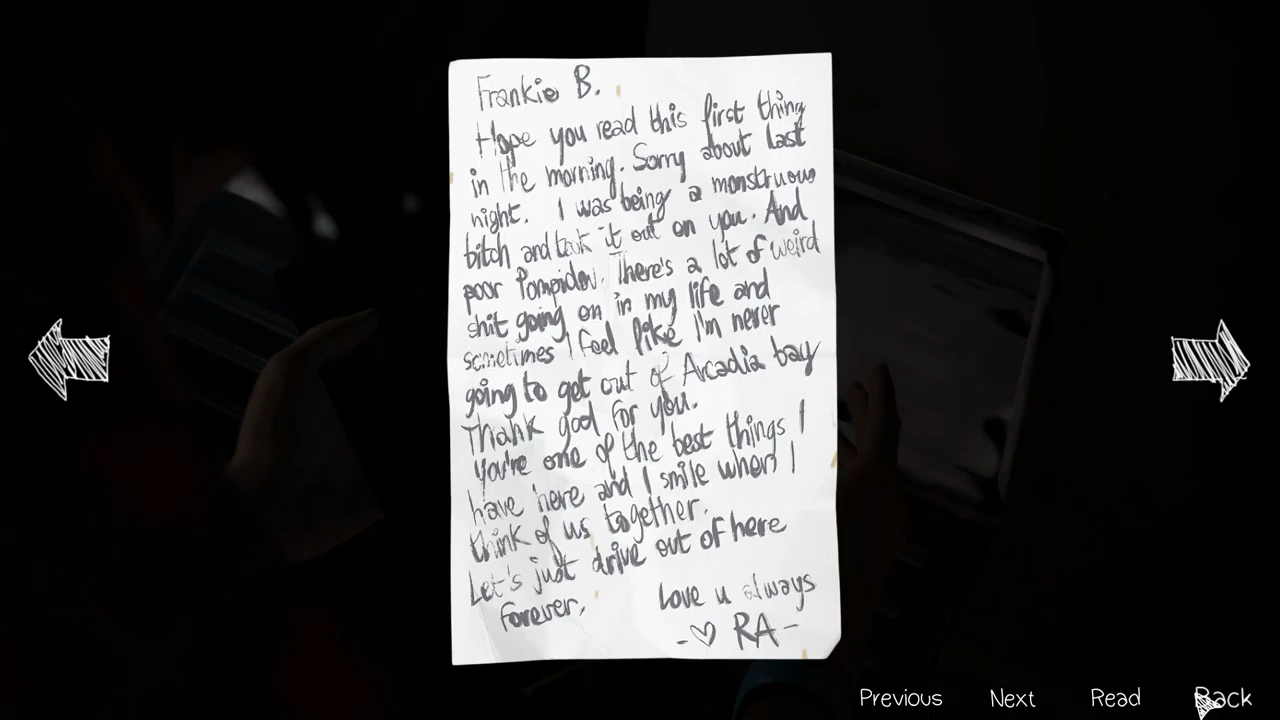 Frankie B.
Hope you read this first thing
in the morning. Sorry about last
night. I was being a monstruous
bitch and took it out on you. And
poor Pompidou. There's a lot of weird
shit going on in my life and
sometimes I feel like I'm never
going to get out of Arcadia bay
Thank god for you.
You're one of the best things I
have here and I smile when I
think of us together.
Let's just drive out of here
forever.
Love u always
-♡ RA-
Previous Next Read Back